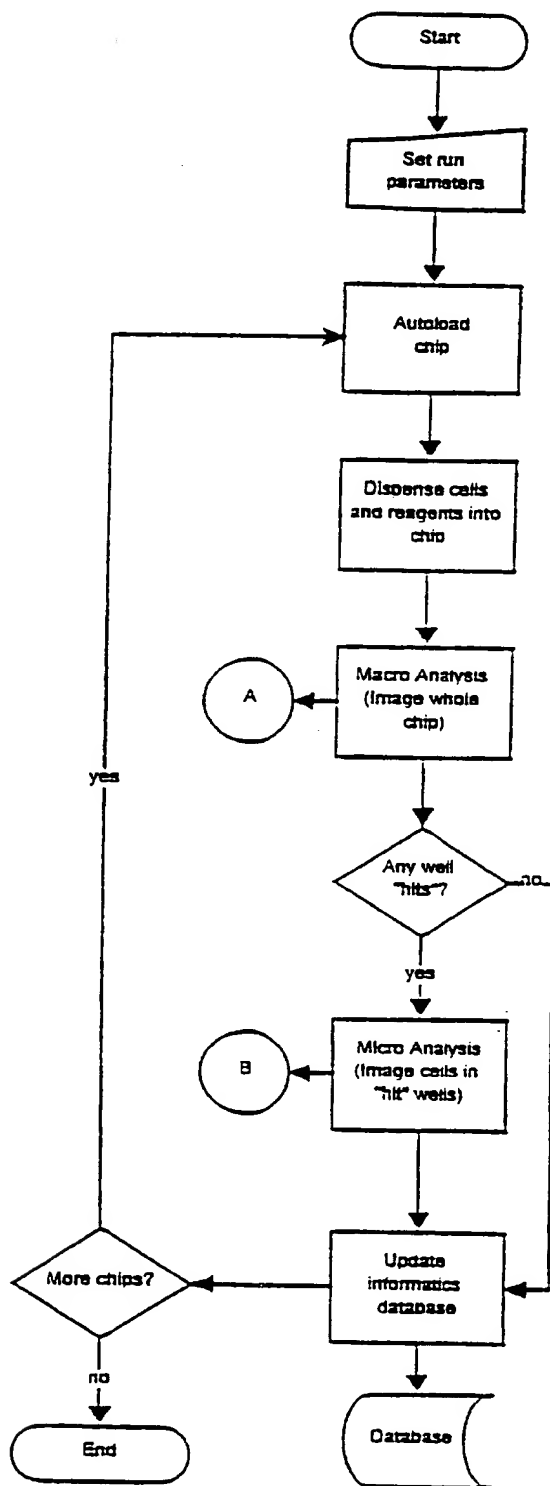 Start
Set run
parameters
Autoload
chip
Dispense cells
and reagents into
chip
A
Macro Analysis
(Image whole
chip)
yes
Any well
"hits"?
no
yes
B
Micro Analysis
(Image cells in
"hit" wells)
More chips?
Update
informatics
database
no
End
Database